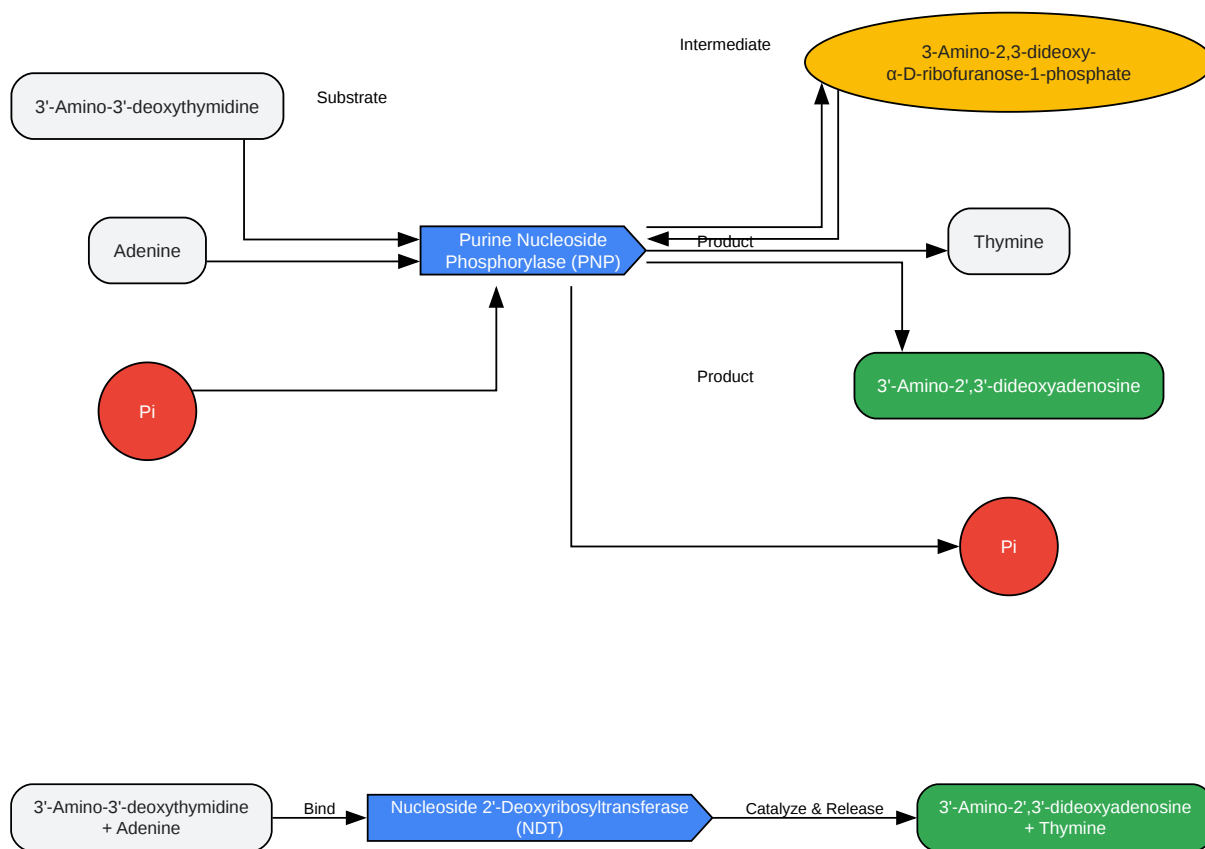 Intermediate
3-Amino-2,3-dideoxy-
α-D-ribofuranose-1-phosphate
3'-Amino-3'-deoxythymidine
Substrate
Adenine
Purine Nucleoside
Phosphorylase (PNP)
Product
Thymine
Product
3'-Amino-2',3'-dideoxyadenosine
Pi
Pi
3'-Amino-3'-deoxythymidine
+ Adenine
Bind
Nucleoside 2'-Deoxyribosyltransferase
(NDT)
Catalyze & Release
3'-Amino-2',3'-dideoxyadenosine
+ Thymine